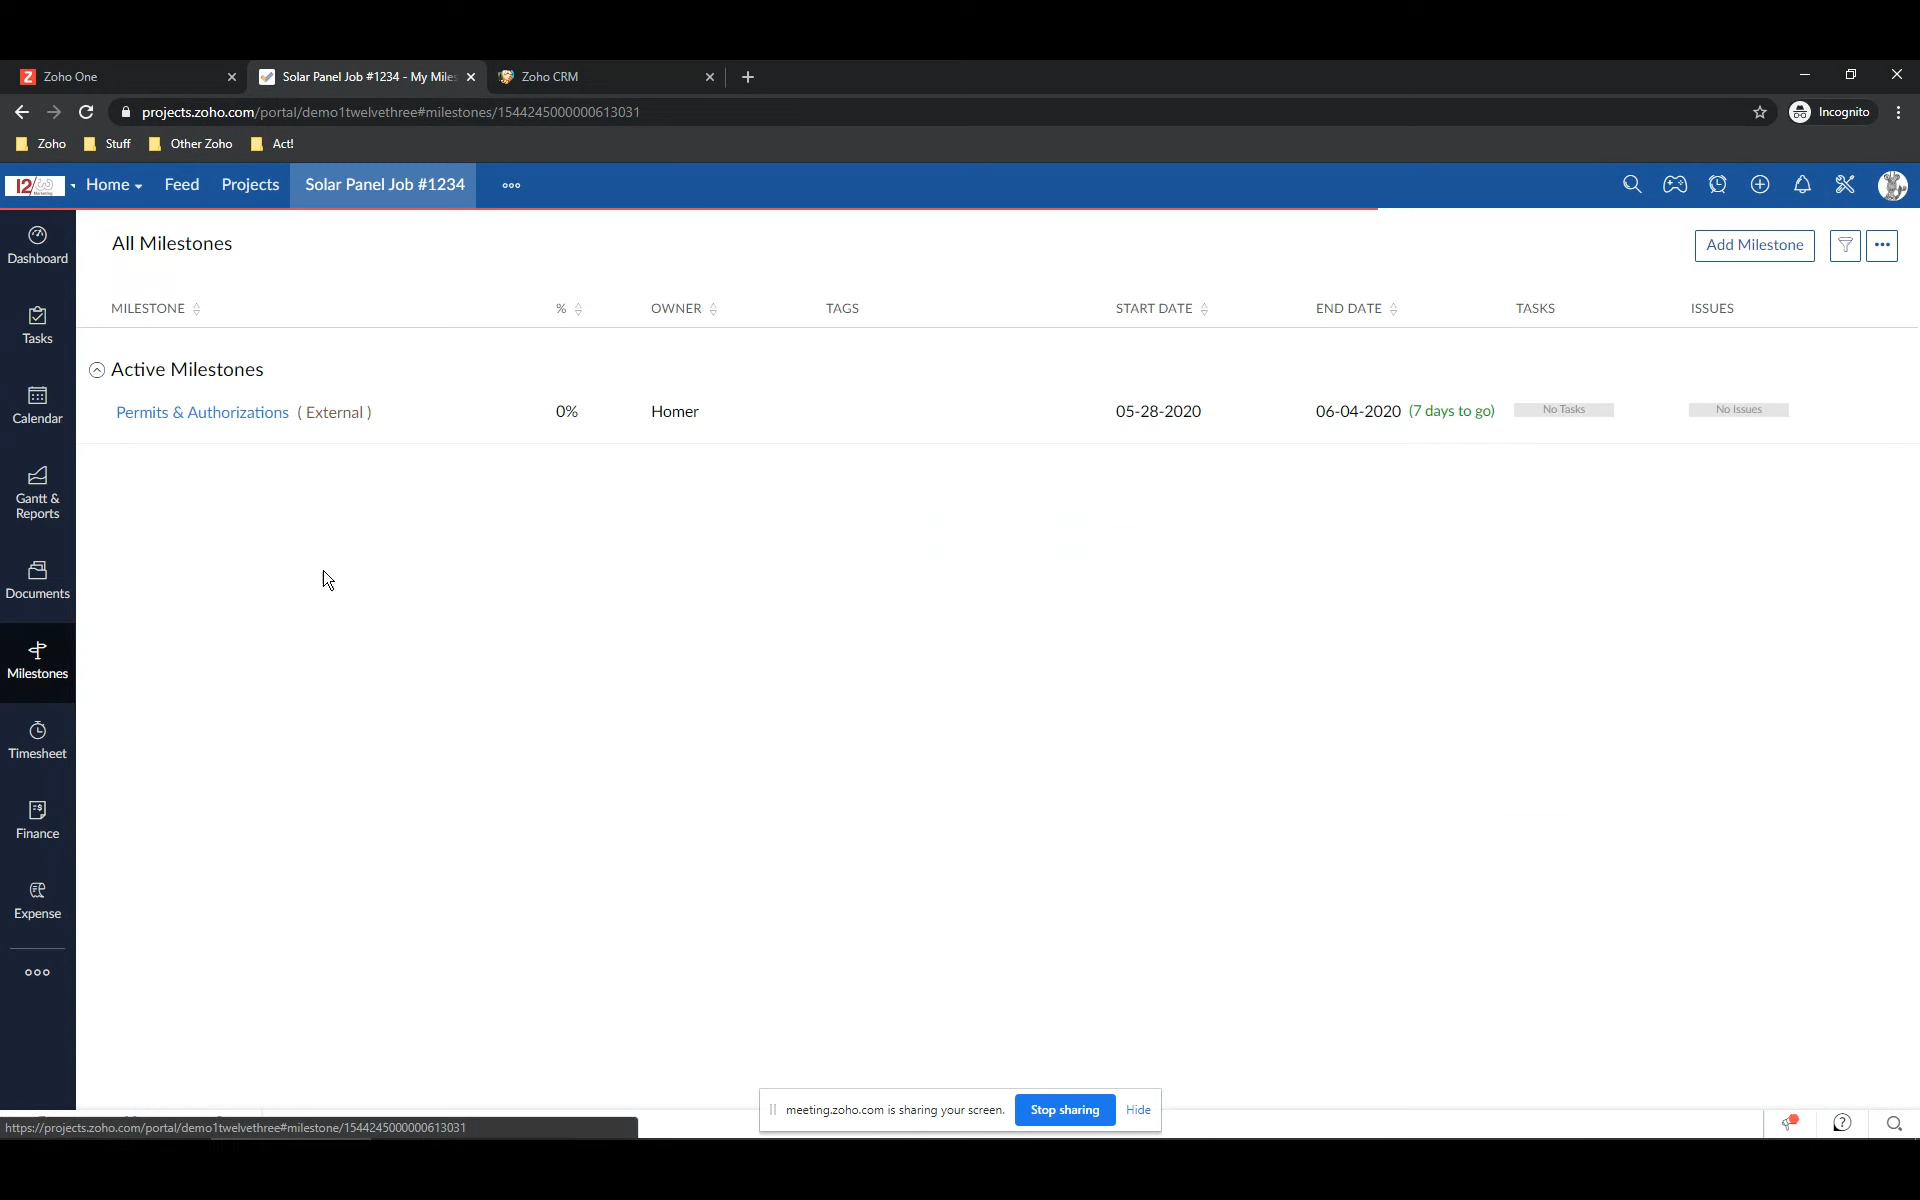 Zoho One
Solar Panel Job #1234 - My Miles
Zoho CRM
projects.zoho.com/portal/demo1twelvethree#milestones/1544245000000613031
Incognito
Zoho
Stuff
Other Zoho
Act!
Home
Feed
Projects
Solar Panel Job #1234
Dashboard
Tasks
Calendar
Gantt &
Reports
Documents
Milestones
Timesheet
Finance
Expense
All Milestones
Add Milestone
MILESTONE
%
OWNER
TAGS
START DATE
END DATE
TASKS
ISSUES
Active Milestones
Permits & Authorizations ( External )
0%
Homer
05-28-2020
06-04-2020 (7 days to go)
No Tasks
No Issues
meeting.zoho.com is sharing your screen.
Stop sharing
Hide
https://projects.zoho.com/portal/demo1twelvethree#milestone/1544245000000613031